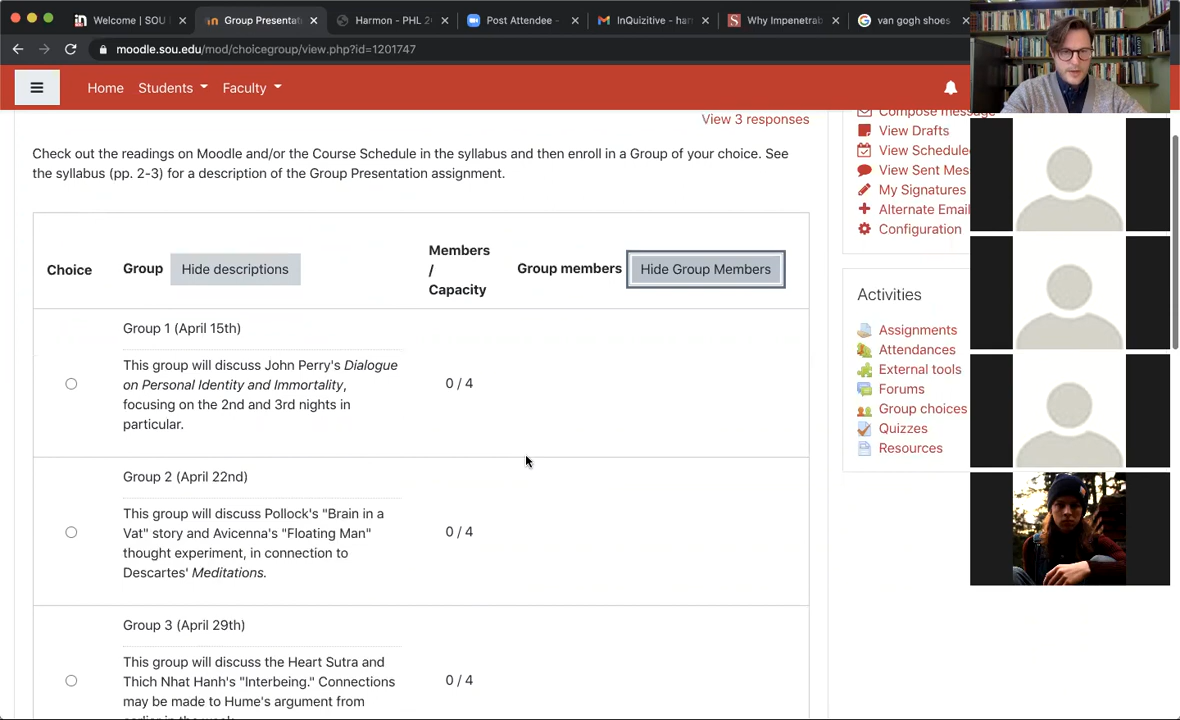 Welcome | SOU
Group Presentat
Harmon - PHL 2
Post Attendee -
InQuizitive - han
Why Impenetrab
van gogh shoes
moodle.sou.edu/mod/choicegroup/view.php?id=1201747
Home Students Faculty
View 3 responses
Check out the readings on Moodle and/or the Course Schedule in the syllabus and then enroll in a Group of your choice. See
the syllabus (pp. 2-3) for a description of the Group Presentation assignment.
Choice
Group Hide descriptions
Members
/
Capacity
Group members Hide Group Members
Group 1 (April 15th)
This group will discuss John Perry's Dialogue
on Personal Identity and Immortality,
focusing on the 2nd and 3rd nights in
particular.
0 / 4
Group 2 (April 22nd)
This group will discuss Pollock's "Brain in a
Vat" story and Avicenna's "Floating Man"
thought experiment, in connection to
Descartes' Meditations.
0 / 4
Group 3 (April 29th)
This group will discuss the Heart Sutra and
Thich Nhat Hanh's "Interbeing." Connections
may be made to Hume's argument from
earlier in the week.
0 / 4
Compose message
View Drafts
View Schedule
View Sent Mes
My Signatures
Alternate Email
Configuration
Activities
Assignments
Attendances
External tools
Forums
Group choices
Quizzes
Resources